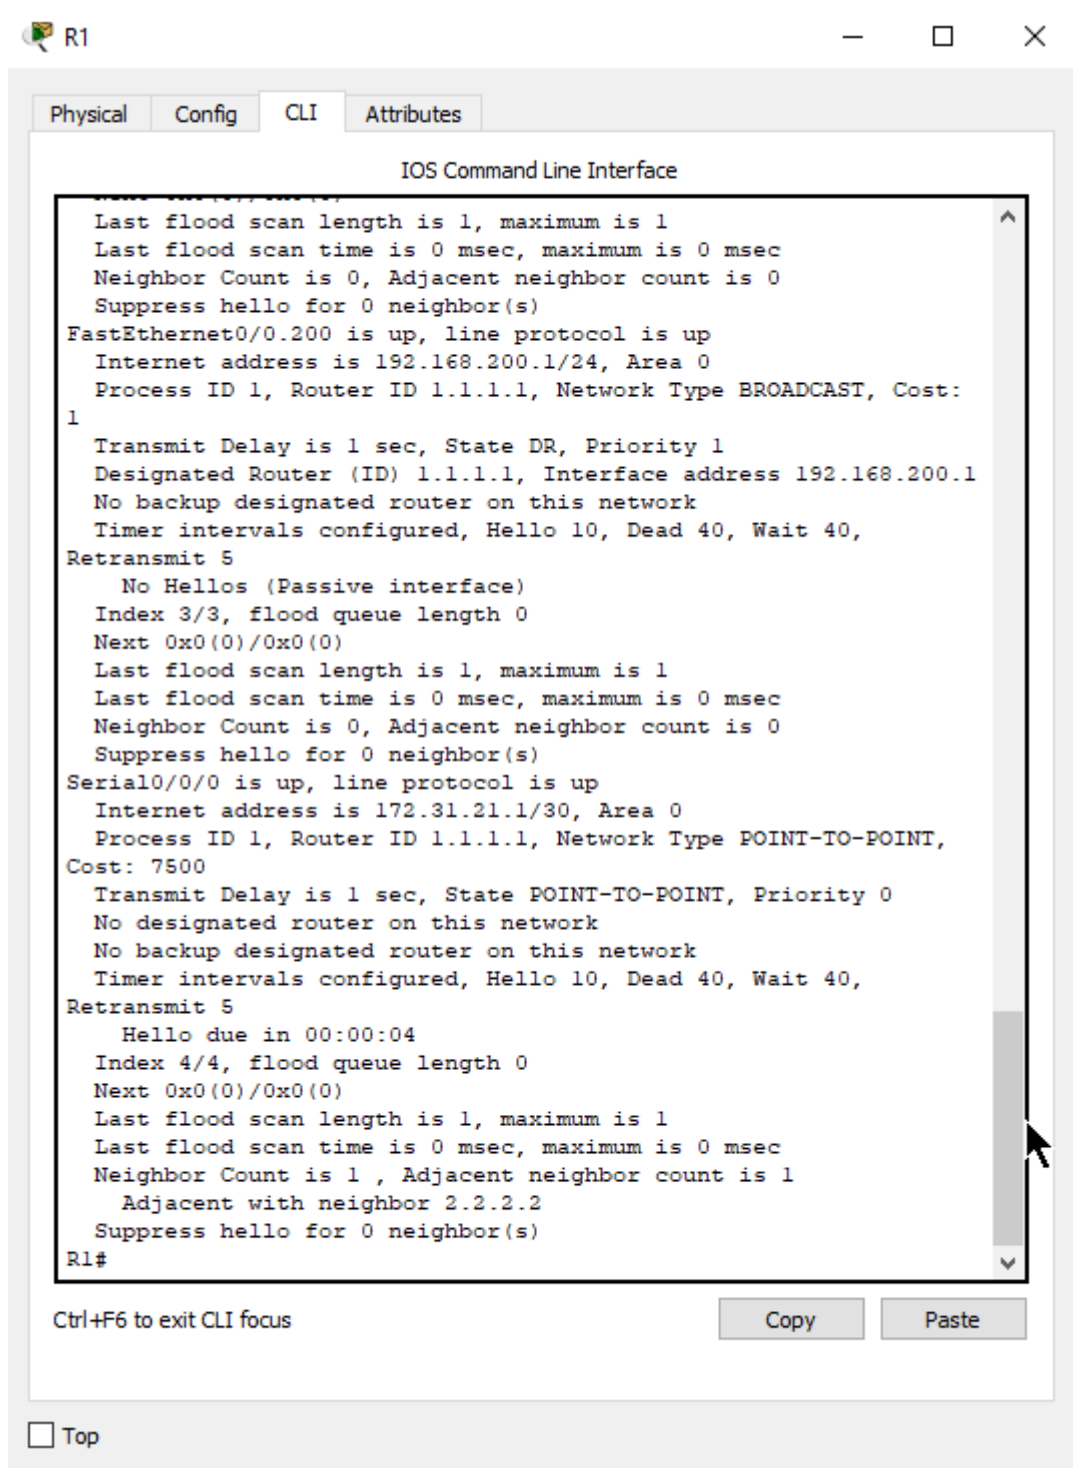 R1
Physical Config CLI Attributes
IOS Command Line Interface
Last flood scan length is 1, maximum is 1
Last flood scan time is 0 msec, maximum is 0 msec
Neighbor Count is 0, Adjacent neighbor count is 0
Suppress hello for 0 neighbor(s)
FastEthernet0/0.200 is up, line protocol is up
Internet address is 192.168.200.1/24, Area 0
Process ID 1, Router ID 1.1.1.1, Network Type BROADCAST, Cost:
1
Transmit Delay is 1 sec, State DR, Priority 1
Designated Router (ID) 1.1.1.1, Interface address 192.168.200.1
No backup designated router on this network
Timer intervals configured, Hello 10, Dead 40, Wait 40,
Retransmit 5
No Hellos (Passive interface)
Index 3/3, flood queue length 0
Next 0x0(0)/0x0(0)
Last flood scan length is 1, maximum is 1
Last flood scan time is 0 msec, maximum is 0 msec
Neighbor Count is 0, Adjacent neighbor count is 0
Suppress hello for 0 neighbor(s)
Serial0/0/0 is up, line protocol is up
Internet address is 172.31.21.1/30, Area 0
Process ID 1, Router ID 1.1.1.1, Network Type POINT-TO-POINT,
Cost: 7500
Transmit Delay is 1 sec, State POINT-TO-POINT, Priority 0
No designated router on this network
No backup designated router on this network
Timer intervals configured, Hello 10, Dead 40, Wait 40,
Retransmit 5
Hello due in 00:00:04
Index 4/4, flood queue length 0
Next 0x0(0)/0x0(0)
Last flood scan length is 1, maximum is 1
Last flood scan time is 0 msec, maximum is 0 msec
Neighbor Count is 1 , Adjacent neighbor count is 1
Adjacent with neighbor 2.2.2.2
Suppress hello for 0 neighbor(s)
R1#
Ctrl+F6 to exit CLI focus
Copy Paste
Top